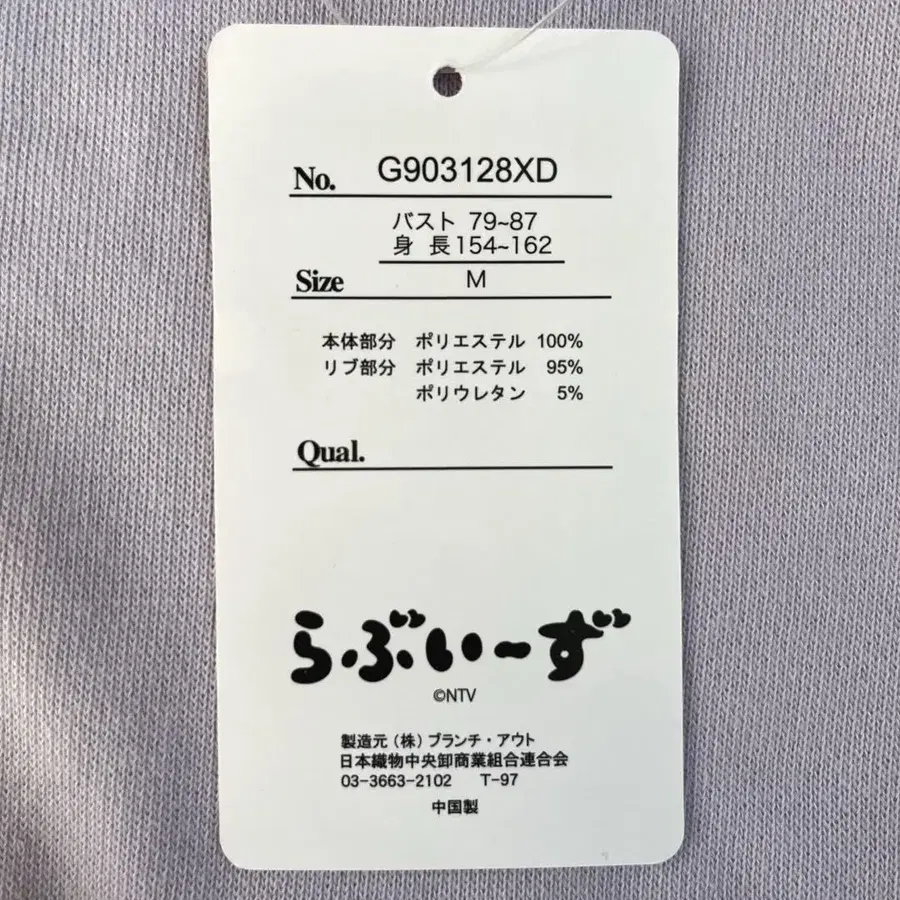 No. G903128XD
バスト 79~87
身 長 154~162
Size M
本体部分 ポリエステル 100%
リブ部分 ポリエステル 95%
ポリウレタン 5%
Qual.
らぶい〜ず
©NTV
製造元（株）ブランチ・アウト
日本織物中央卸商業組合連合会
03-3663-2102 T-97
中国製